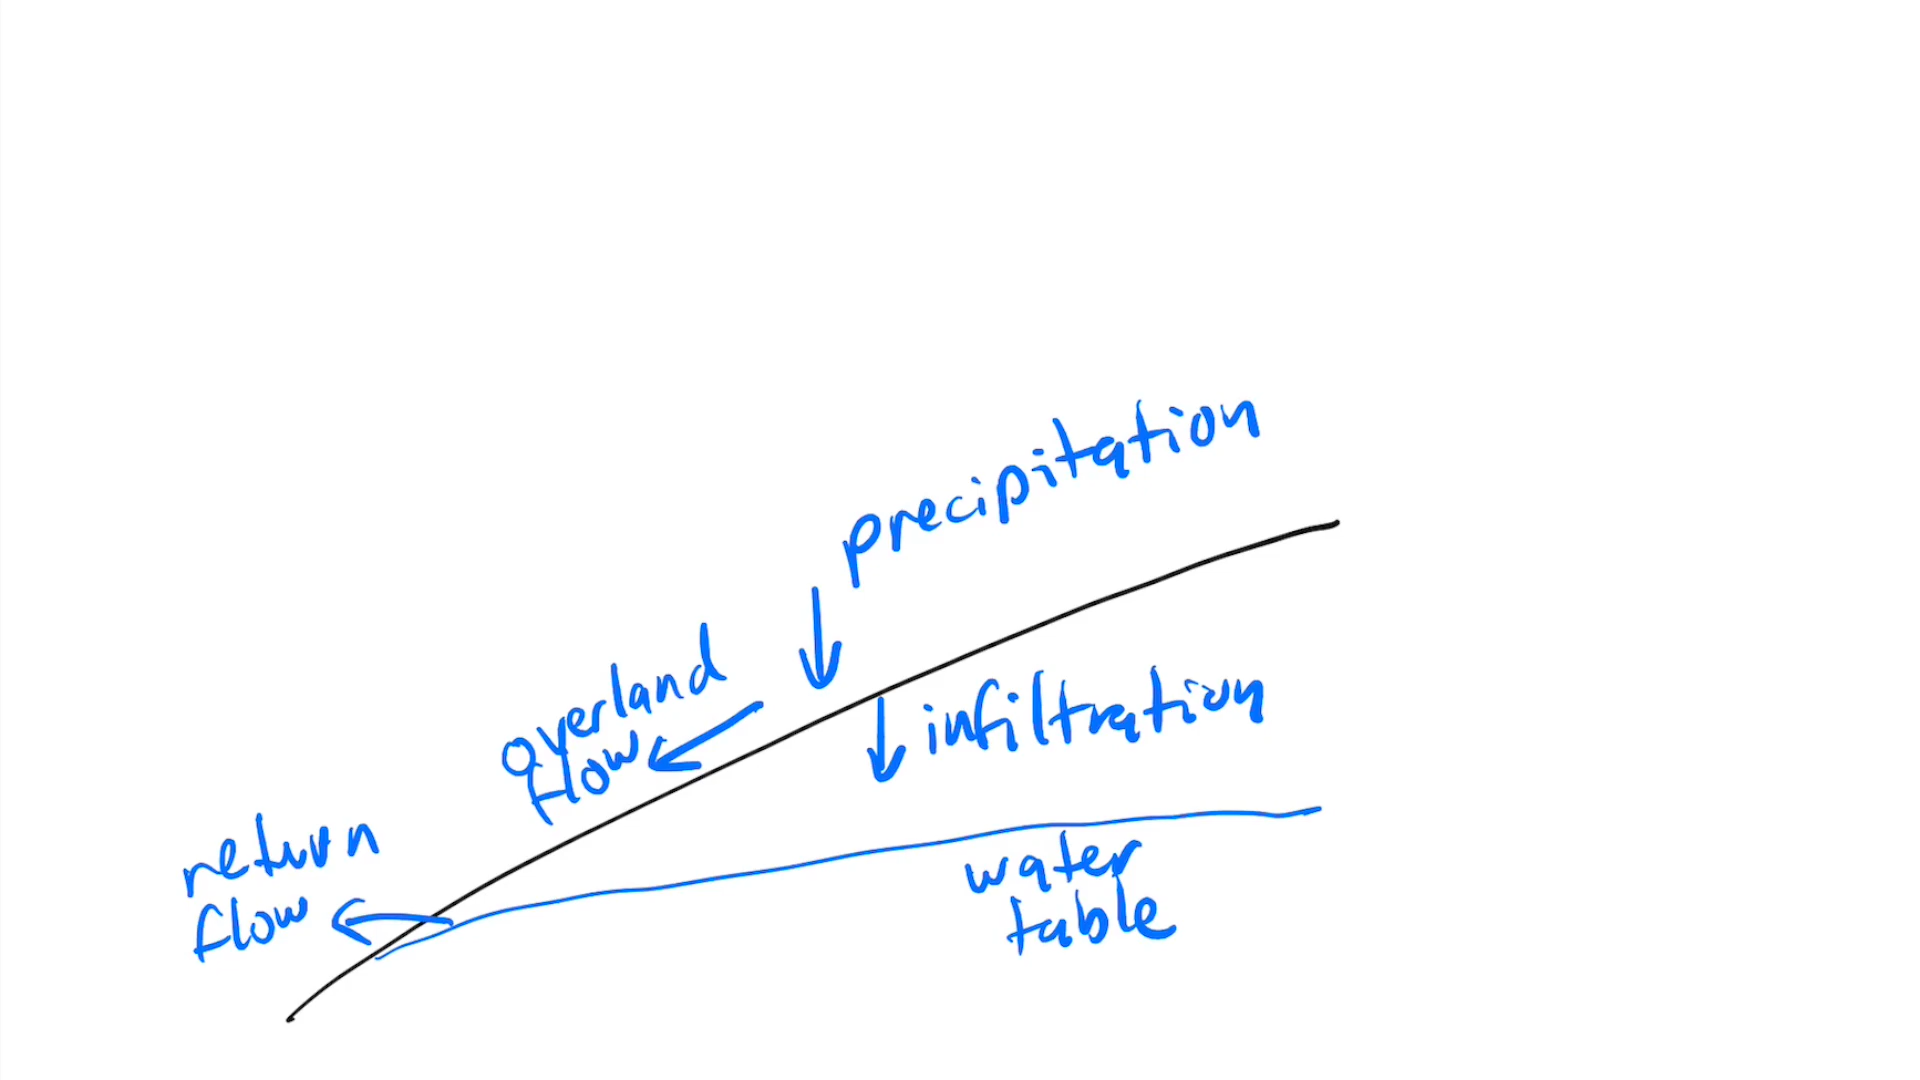 precipitation
overland
flow
infiltration
return
flow
water
table